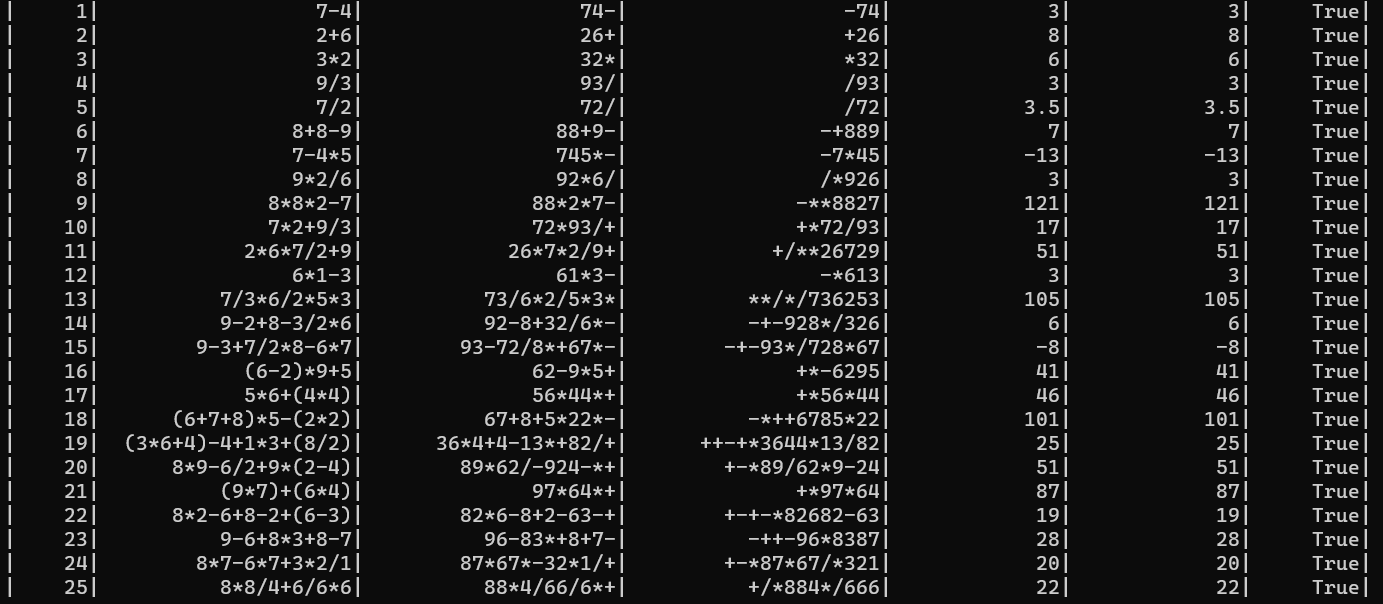 | 1| 7-4| 74-| -74| 3| 3| True|
| 2| 2+6| 26+| +26| 8| 8| True|
| 3| 3*2| 32*| *32| 6| 6| True|
| 4| 9/3| 93/| /93| 3| 3| True|
| 5| 7/2| 72/| /72| 3.5| 3.5| True|
| 6| 8+8-9| 88+9-| -+889| 7| 7| True|
| 7| 7-4*5| 745*-| -7*45| -13| -13| True|
| 8| 9*2/6| 92*6/| /*926| 3| 3| True|
| 9| 8*8*2-7| 88*2*7-| -**8827| 121| 121| True|
| 10| 7*2+9/3| 72*93/+| +*72/93| 17| 17| True|
| 11| 2*6*7/2+9| 26*7*2/9+| +/**26729| 51| 51| True|
| 12| 6*1-3| 61*3-| -*613| 3| 3| True|
| 13| 7/3*6/2*5*3| 73/6*2/5*3*| **/*/736253| 105| 105| True|
| 14| 9-2+8-3/2*6| 92-8+32/6*-| -+-928*/326| 6| 6| True|
| 15| 9-3+7/2*8-6*7| 93-72/8*+67*-| -+-93*/728*67| -8| -8| True|
| 16| (6-2)*9+5| 62-9*5+| +*-6295| 41| 41| True|
| 17| 5*6+(4*4)| 56*44*+| +*56*44| 46| 46| True|
| 18| (6+7+8)*5-(2*2)| 67+8+5*22*-| -*++6785*22| 101| 101| True|
| 19| (3*6+4)-4+1*3+(8/2)| 36*4+4-13*+82/+| ++-+*3644*13/82| 25| 25| True|
| 20| 8*9-6/2+9*(2-4)| 89*62/-924-*+| +-*89/62*9-24| 51| 51| True|
| 21| (9*7)+(6*4)| 97*64*+| +*97*64| 87| 87| True|
| 22| 8*2-6+8-2+(6-3)| 82*6-8+2-63-+| +-+-*82682-63| 19| 19| True|
| 23| 9-6+8*3+8-7| 96-83*+8+7-| -++-96*8387| 28| 28| True|
| 24| 8*7-6*7+3*2/1| 87*67*-32*1/+| +-*87*67/*321| 20| 20| True|
| 25| 8*8/4+6/6*6| 88*4/66/6*+| +/*884*/666| 22| 22| True|